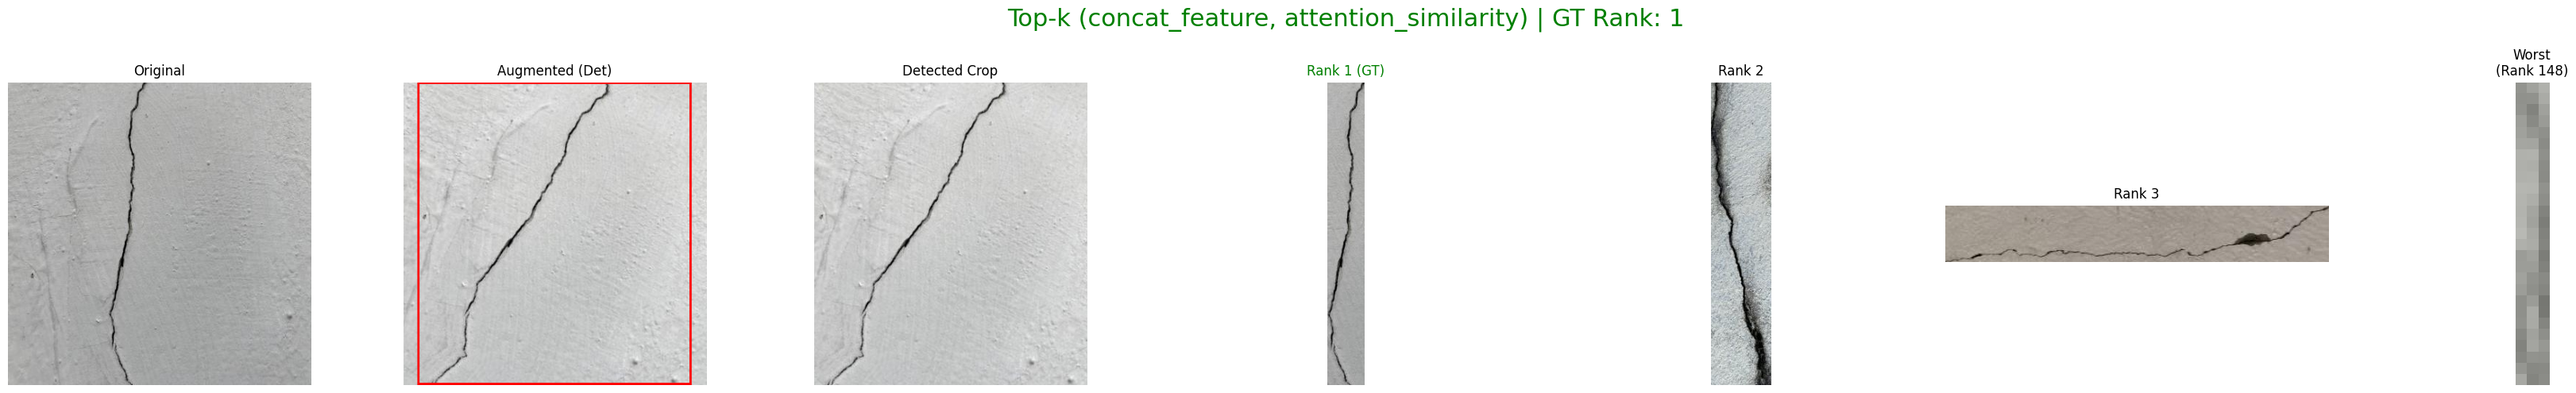 Top-k (concat_feature, attention_similarity) | GT Rank: 1
Original
Augmented (Det)
Detected Crop
Rank 1 (GT)
Rank 2
Rank 3
Worst
(Rank 148)